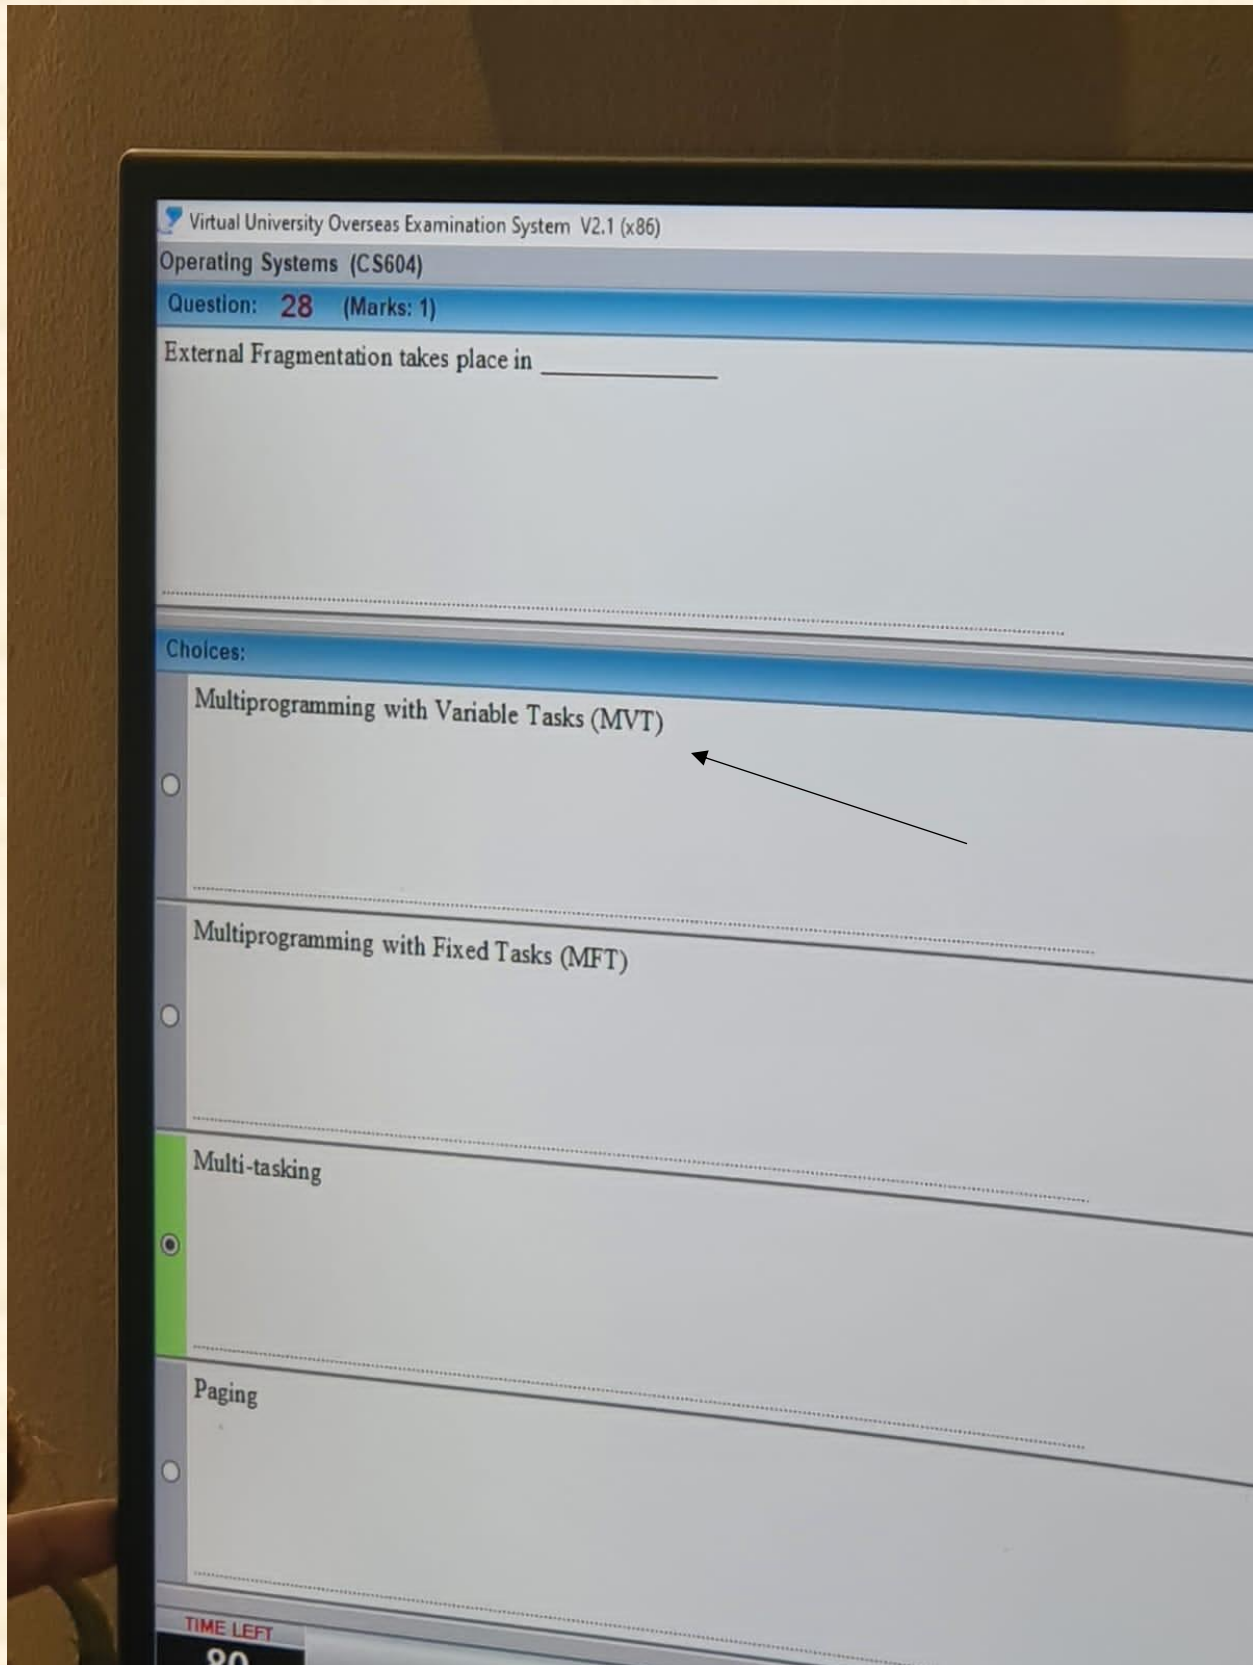 Virtual University Overseas Examination System V2.1 (x86)
Operating Systems (CS604)
Question: 28 (Marks: 1)
External Fragmentation takes place in ____________
Choices:
Multiprogramming with Variable Tasks (MVT)
Multiprogramming with Fixed Tasks (MFT)
Multi-tasking
Paging
TIME LEFT